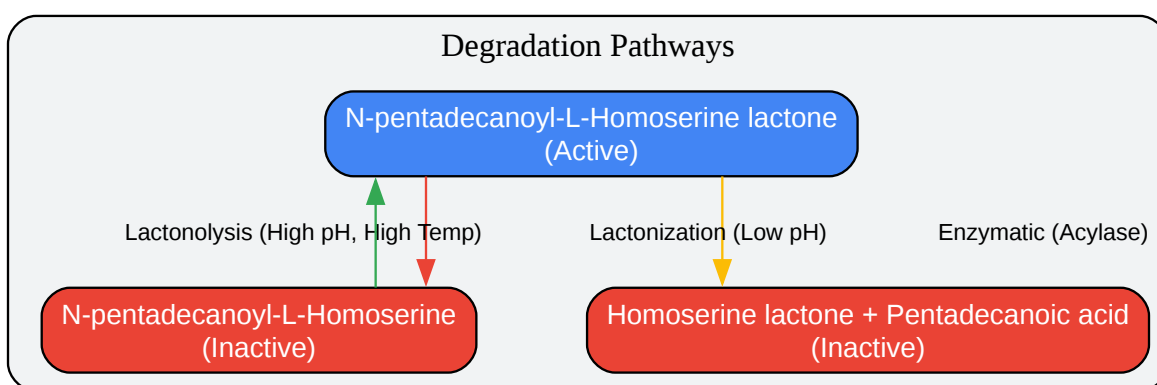 Degradation Pathways
N-pentadecanoyl-L-Homoserine lactone
(Active)
Lactonolysis (High pH, High Temp)
Lactonization (Low pH)
Enzymatic (Acylase)
N-pentadecanoyl-L-Homoserine
(Inactive)
Homoserine lactone + Pentadecanoic acid
(Inactive)